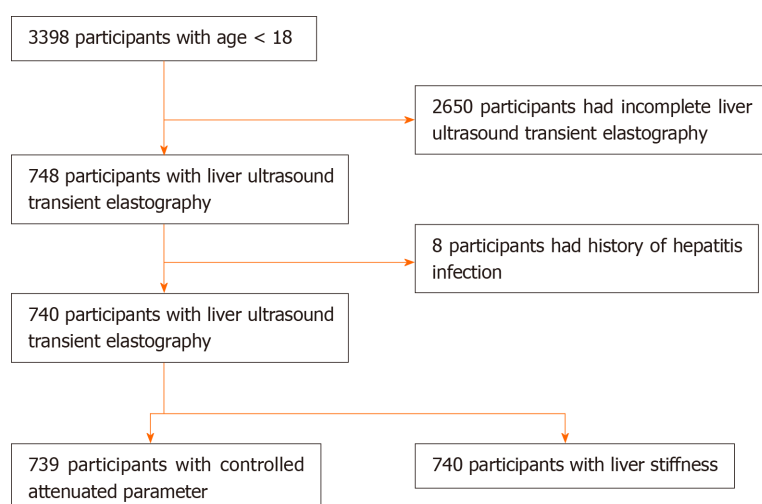 3398 participants with age < 18
2650 participants had incomplete liver
ultrasound transient elastography
748 participants with liver ultrasound
transient elastography
8 participants had history of hepatitis
infection
740 participants with liver ultrasound
transient elastography
739 participants with controlled
attenuated parameter
740 participants with liver stiffness